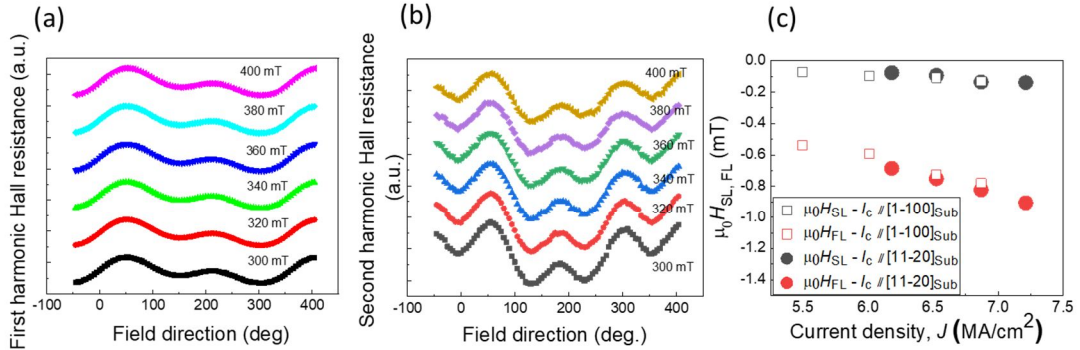 (a)
First harmonic Hall resistance (a.u.)
400 mT
380 mT
360 mT
340 mT
320 mT
300 mT
-100 0 100 200 300 400
Field direction (deg)
(b)
Second harmonic Hall resistance
(a.u.)
400 mT
380 mT
360 mT
340 mT
320 mT
300 mT
-100 0 100 200 300 400
Field direction (deg.)
(c)
μ0HSL, FL (mT)
0.0
-0.2
-0.4
-0.6
-0.8
-1.0
-1.2
-1.4
μ0HSL - Ic // [1-100]Sub
μ0HFL - Ic // [1-100]Sub
μ0HSL - Ic // [11-20]Sub
μ0HFL - Ic // [11-20]Sub
5.5 6.0 6.5 7.0 7.5
Current density, J (MA/cm²)